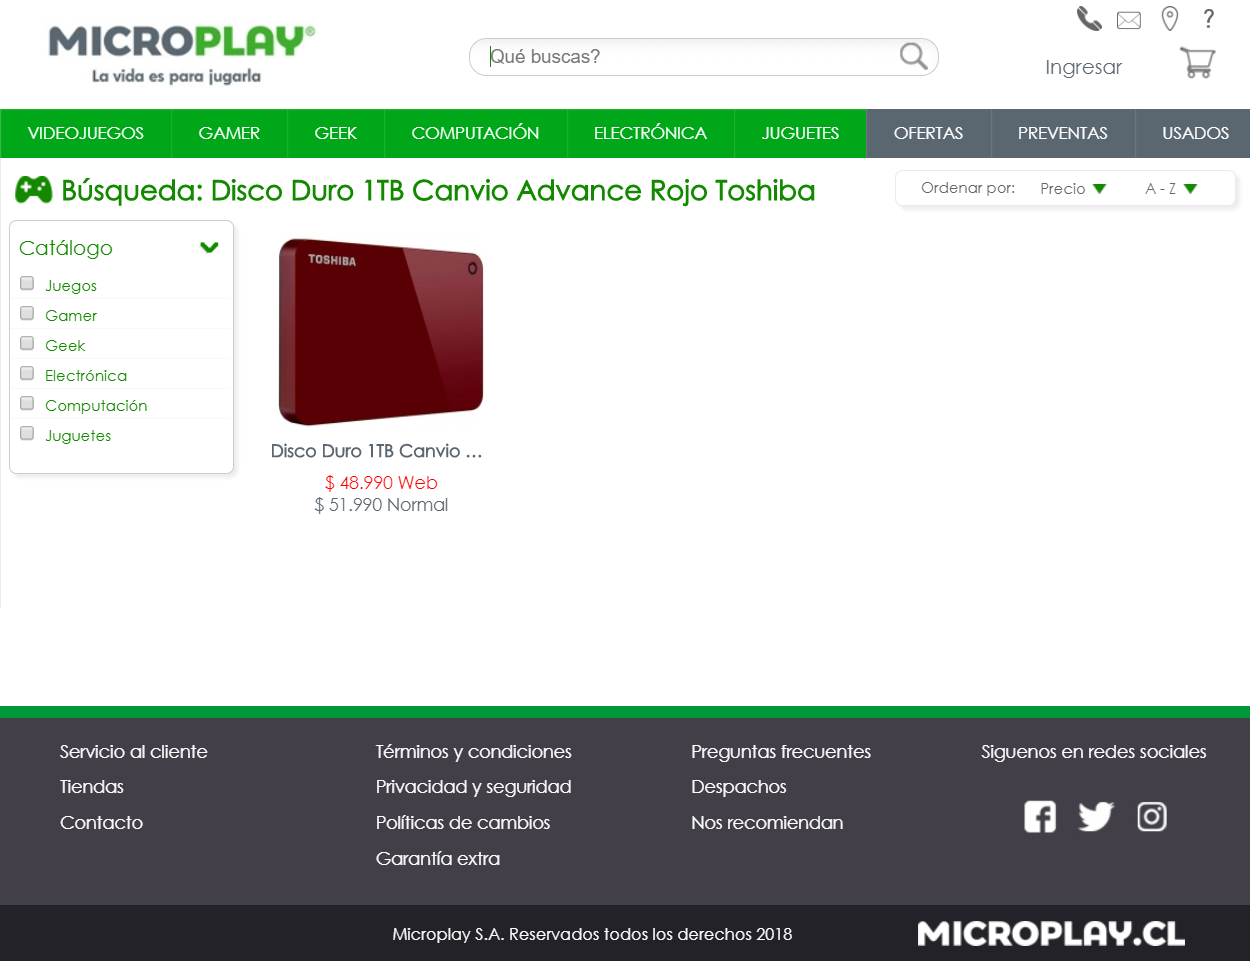 MICROPLAY®
La vida es para jugarla
Qué buscas?
?
Ingresar
VIDEOJUEGOS GAMER GEEK COMPUTACIÓN ELECTRÓNICA JUGUETES OFERTAS PREVENTAS USADOS
Búsqueda: Disco Duro 1TB Canvio Advance Rojo Toshiba
Ordenar por: Precio A - Z
Catálogo
Juegos
Gamer
Geek
Electrónica
Computación
Juguetes
TOSHIBA
Disco Duro 1TB Canvio ...
$ 48.990 Web
$ 51.990 Normal
Servicio al cliente
Tiendas
Contacto
Términos y condiciones
Privacidad y seguridad
Políticas de cambios
Garantía extra
Preguntas frecuentes
Despachos
Nos recomiendan
Siguenos en redes sociales
Microplay S.A. Reservados todos los derechos 2018
MICROPLAY.CL